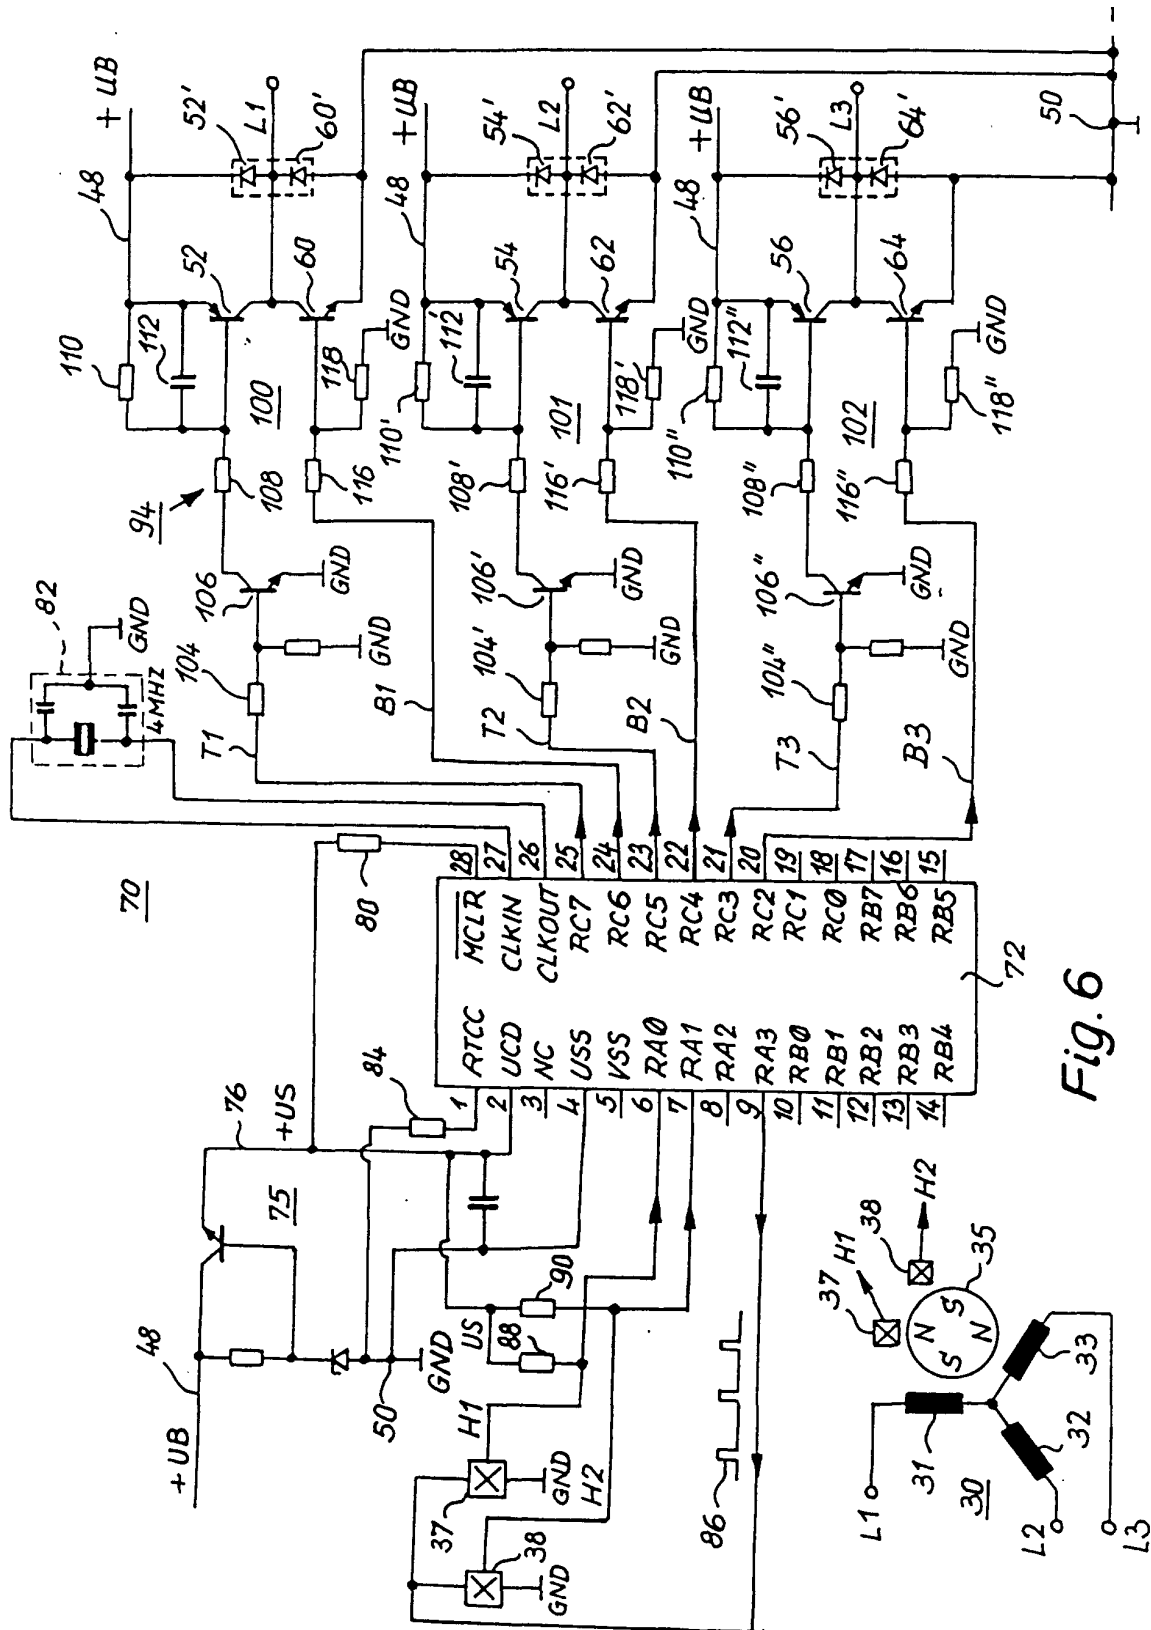 70
48
+UB
75
76
+US
80
82
GND
4MHZ
94
84
50
GND
US
88
90
H1
H2
37
GND
38
GND
86
1 RTCC
2 UCD
3 NC
4 USS
5 VSS
6 RA0
7 RA1
8 RA2
9 RA3
10 RB0
11 RB1
12 RB2
13 RB3
14 RB4
MCLR 28
CLKIN 27
CLKOUT 26
RC7 25
RC6 24
RC5 23
RC4 22
RC3 21
RC2 20
RC1 19
RC0 18
RB7 17
RB6 16
RB5 15
72
T1
104
GND
106
GND
B1
108
110
112
100
116
118
GND
48
+UB
52
52'
L1
60
60'
T2
104'
GND
106'
GND
B2
108'
110'
112'
101
116'
118'
GND
48
+UB
54
54'
L2
62
62'
T3
104"
GND
106"
GND
B3
108"
110"
112"
102
116"
118"
GND
48
+UB
56
56'
L3
64
64'
50
L1
L2
L3
30
31
32
33
35
37
H1
38
H2
N
S
S
N
Fig. 6